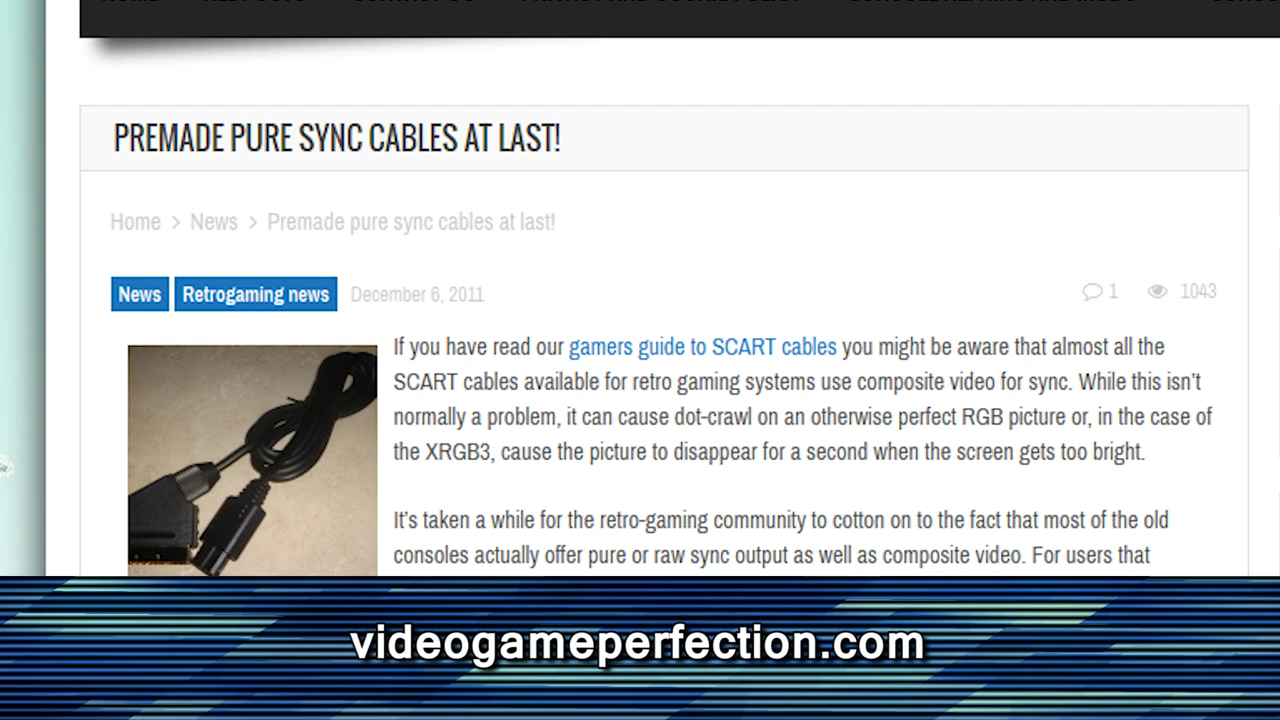 PREMADE PURE SYNC CABLES AT LAST!
Home > News > Premade pure sync cables at last!
News Retrogaming news December 6, 2011 1 1043
If you have read our gamers guide to SCART cables you might be aware that almost all the
SCART cables available for retro gaming systems use composite video for sync. While this isn't
normally a problem, it can cause dot-crawl on an otherwise perfect RGB picture or, in the case of
the XRGB3, cause the picture to disappear for a second when the screen gets too bright.
It's taken a while for the retro-gaming community to cotton on to the fact that most of the old
consoles actually offer pure or raw sync output as well as composite video. For users that
videogameperfection.com